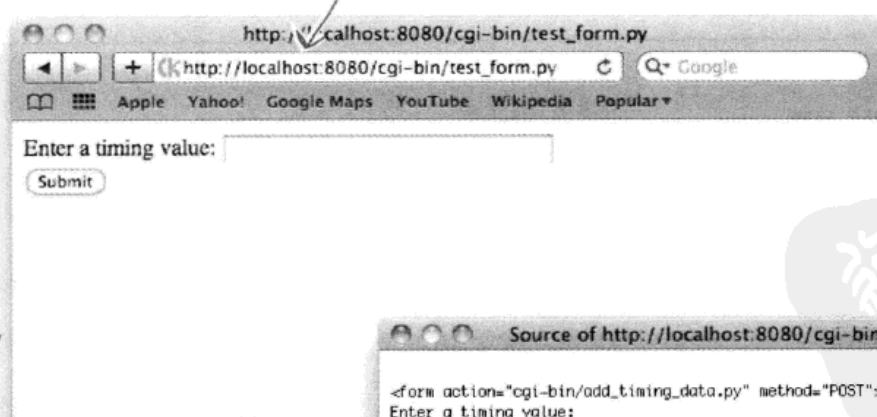 http://localhost:8080/cgi-bin/test_form.py
http://localhost:8080/cgi-bin/test_form.py
Google
Apple Yahoo! Google Maps YouTube Wikipedia Popular
Enter a timing value:
Submit
Source of http://localhost:8080/cgi-bin
<form action="cgi-bin/add_timing_data.py" method="POST">
Enter a timing value: